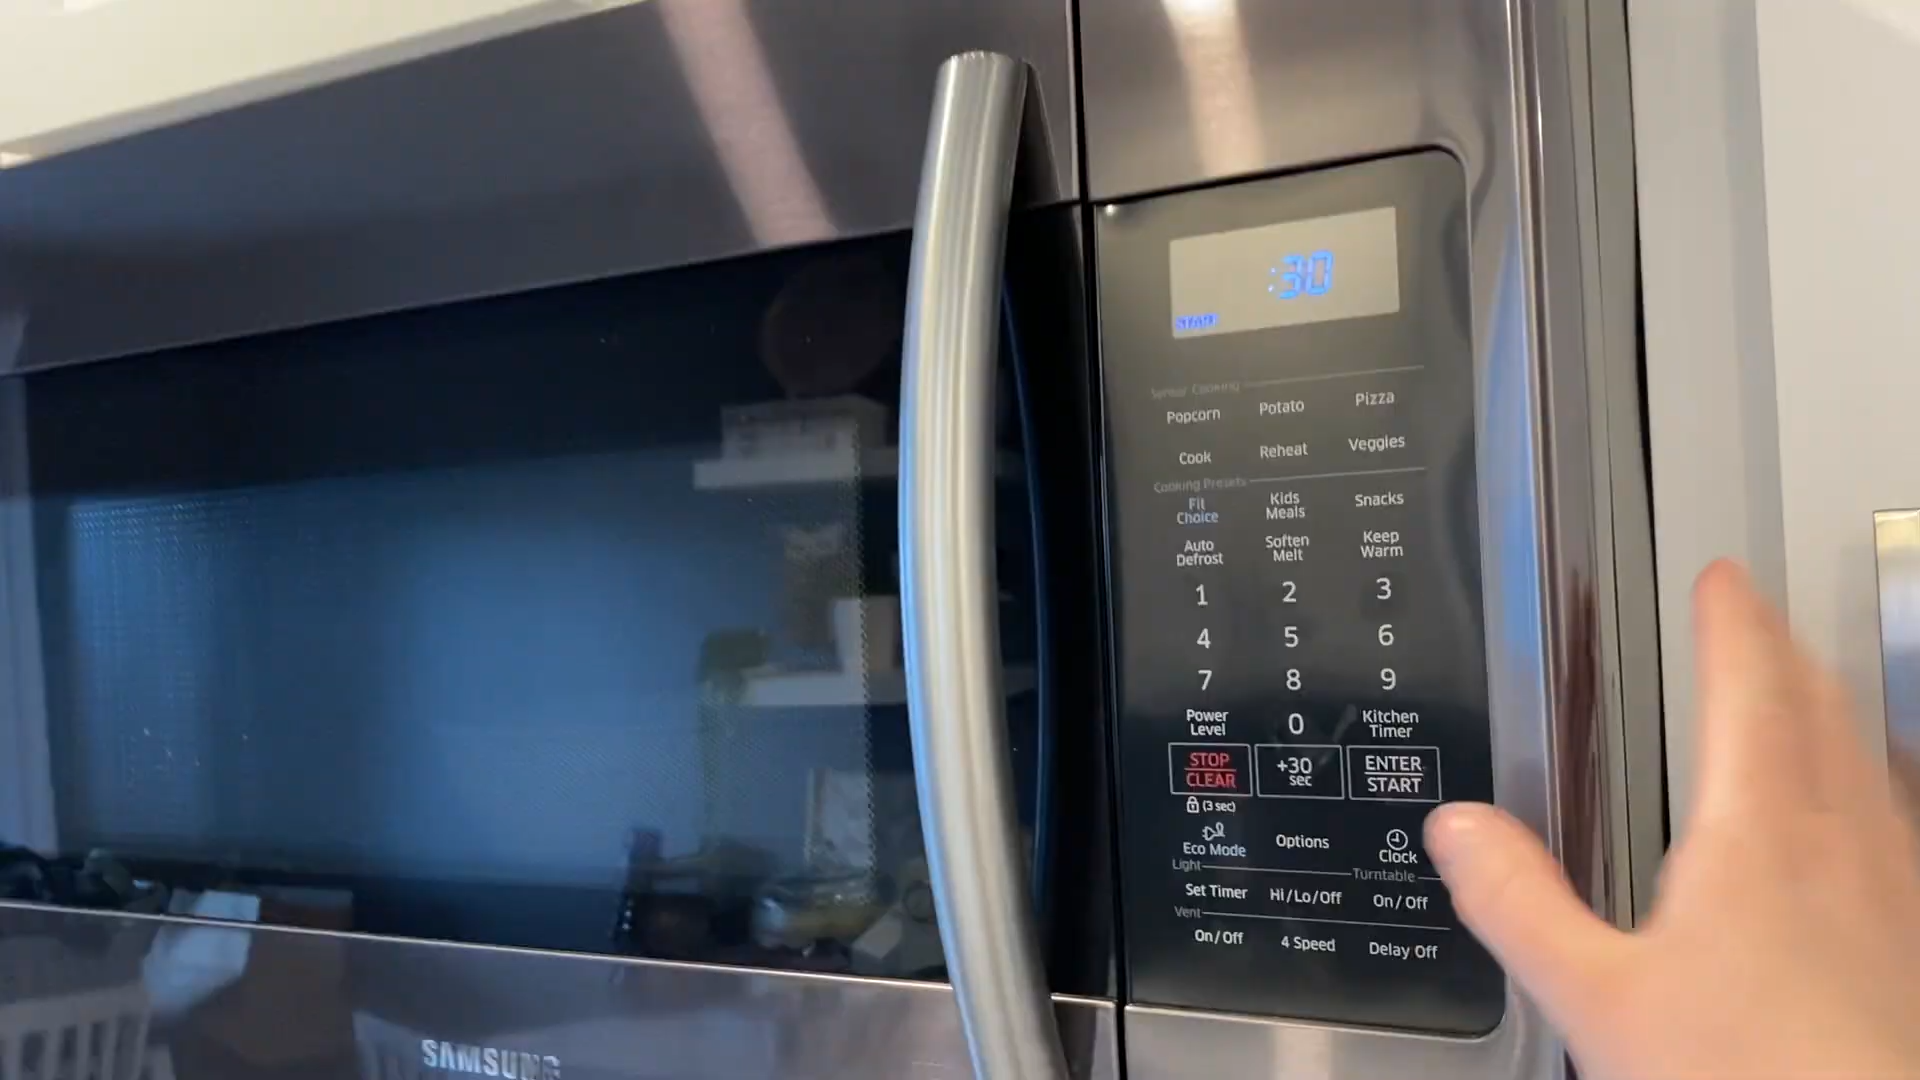 :30
START
Sensor Cooking
Popcorn Potato Pizza
Cook Reheat Veggies
Cooking Presets
Fit Choice Kids Meals Snacks
Auto Defrost Soften Melt Keep Warm
1 2 3
4 5 6
7 8 9
Power Level 0 Kitchen Timer
STOP CLEAR +30 sec ENTER START
(3 sec)
Eco Mode Options Clock
Light Turntable
Set Timer Hi/Lo/Off On/Off
Vent
On/Off 4 Speed Delay Off
SAMSUNG